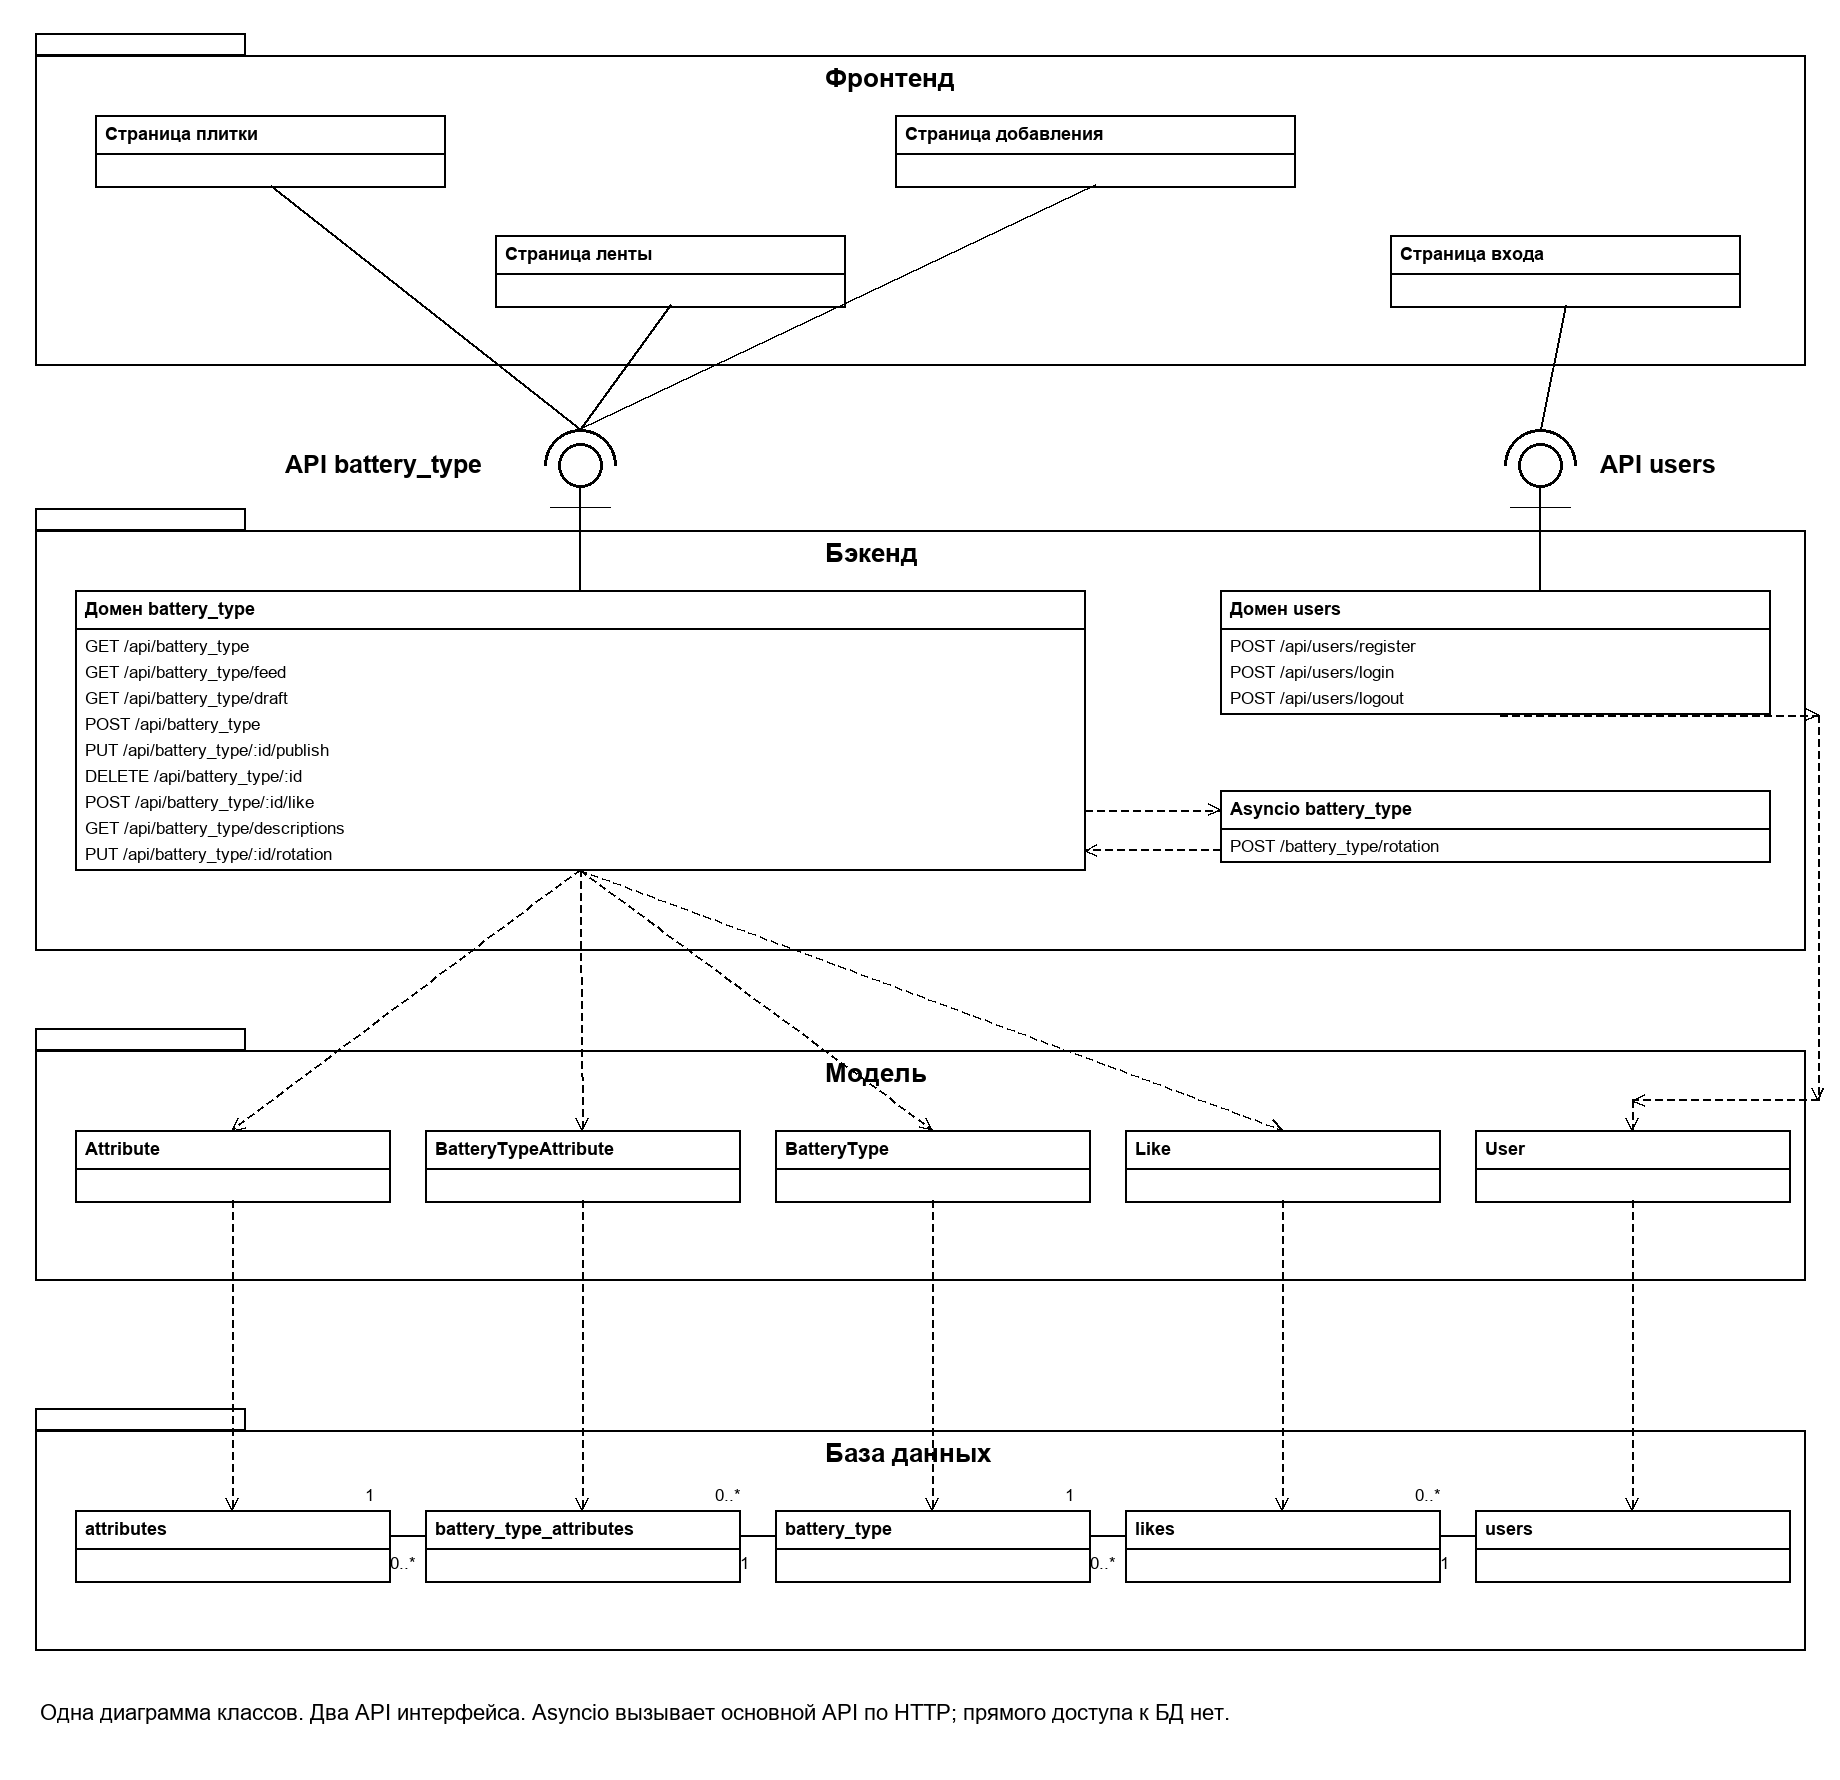 Фронтенд
Страница плитки
Страница добавления
Страница ленты
Страница входа
API battery_type
API users
Бэкенд
Домен battery_type
GET /api/battery_type
GET /api/battery_type/feed
GET /api/battery_type/draft
POST /api/battery_type
PUT /api/battery_type/:id/publish
DELETE /api/battery_type/:id
POST /api/battery_type/:id/like
GET /api/battery_type/descriptions
PUT /api/battery_type/:id/rotation
Домен users
POST /api/users/register
POST /api/users/login
POST /api/users/logout
Asyncio battery_type
POST /battery_type/rotation
Модель
Attribute
BatteryTypeAttribute
BatteryType
Like
User
База данных
1
0..*
1
0..*
attributes
battery_type_attributes
battery_type
likes
users
0..*
1
0..*
1
Одна диаграмма классов. Два API интерфейса. Asyncio вызывает основной API по HTTP; прямого доступа к БД нет.